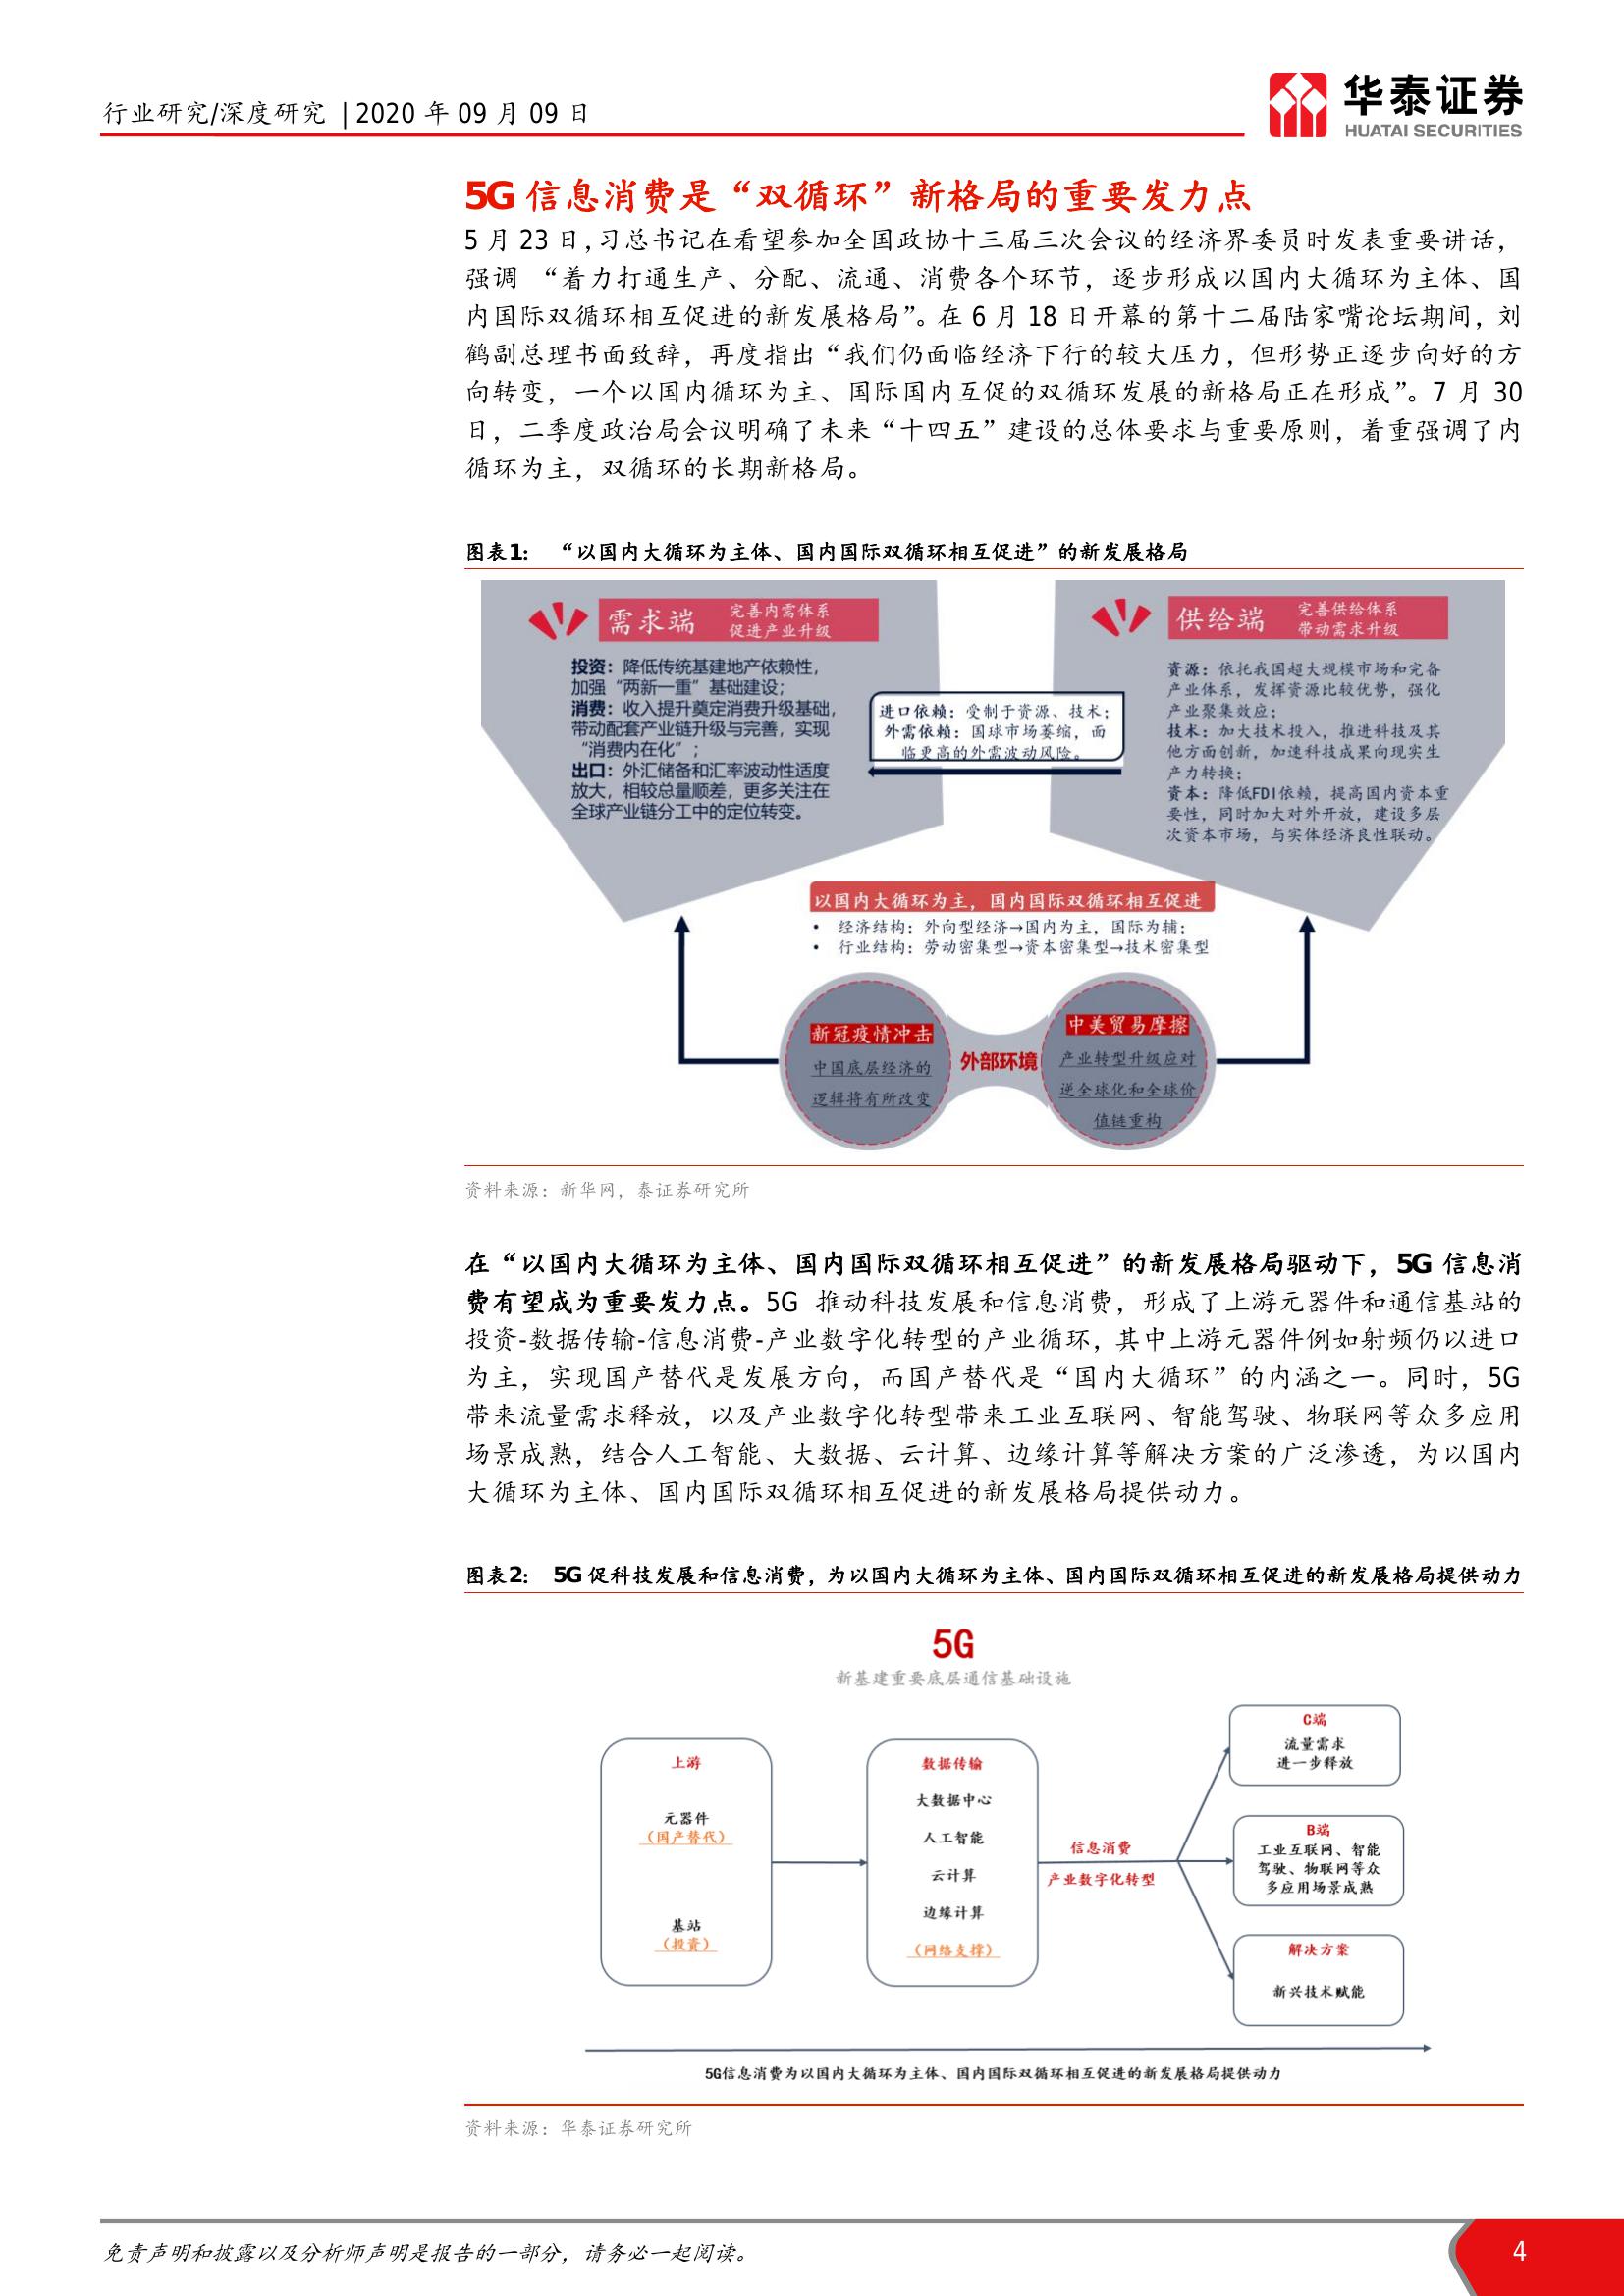 行业研究/深度研究 | 2020 年 09 月 09 日
华泰证券
HUATAI SECURITIES
5G 信息消费是“双循环”新格局的重要发力点
5 月 23 日，习总书记在看望参加全国政协十三届三次会议的经济界委员时发表重要讲话，
强调 “着力打通生产、分配、流通、消费各个环节，逐步形成以国内大循环为主体、国
内国际双循环相互促进的新发展格局”。在 6 月 18 日开幕的第十二届陆家嘴论坛期间，刘
鹤副总理书面致辞，再度指出“我们仍面临经济下行的较大压力，但形势正逐步向好的方
向转变，一个以国内循环为主、国际国内互促的双循环发展的新格局正在形成”。7 月 30
日，二季度政治局会议明确了未来“十四五”建设的总体要求与重要原则，着重强调了内
循环为主，双循环的长期新格局。
图表1: “以国内大循环为主体、国内国际双循环相互促进”的新发展格局
需求端
完善内需体系
促进产业升级
投资：降低传统基建地产依赖性，
加强“两新一重”基础建设；
消费：收入提升奠定消费升级基础，
带动配套产业链升级与完善，实现
“消费内在化”；
出口：外汇储备和汇率波动性适度
放大，相较总量顺差，更多关注在
全球产业链分工中的定位转变。
进口依赖：受制于资源、技术；
外需依赖：国球市场萎缩，面
临更高的外需波动风险。
供给端
完善供给体系
带动需求升级
资源：依托我国超大规模市场和完备
产业体系，发挥资源比较优势，强化
产业聚集效应；
技术：加大技术投入，推进科技及其
他方面创新，加速科技成果向现实生
产力转换；
资本：降低FDI依赖，提高国内资本重
要性，同时加大对外开放，建设多层
次资本市场，与实体经济良性联动。
以国内大循环为主，国内国际双循环相互促进
• 经济结构：外向型经济→国内为主，国际为辅；
• 行业结构：劳动密集型→资本密集型→技术密集型
新冠疫情冲击
中国底层经济的
逻辑将有所改变
外部环境
中美贸易摩擦
产业转型升级应对
逆全球化和全球价
值链重构
资料来源：新华网，泰证券研究所
在“以国内大循环为主体、国内国际双循环相互促进”的新发展格局驱动下，5G 信息消
费有望成为重要发力点。5G 推动科技发展和信息消费，形成了上游元器件和通信基站的
投资-数据传输-信息消费-产业数字化转型的产业循环，其中上游元器件例如射频仍以进口
为主，实现国产替代是发展方向，而国产替代是“国内大循环”的内涵之一。同时，5G
带来流量需求释放，以及产业数字化转型带来工业互联网、智能驾驶、物联网等众多应用
场景成熟，结合人工智能、大数据、云计算、边缘计算等解决方案的广泛渗透，为以国内
大循环为主体、国内国际双循环相互促进的新发展格局提供动力。
图表2: 5G 促科技发展和信息消费，为以国内大循环为主体、国内国际双循环相互促进的新发展格局提供动力
5G
新基建重要底层通信基础设施
上游
元器件
（国产替代）
基站
（投资）
数据传输
大数据中心
人工智能
云计算
边缘计算
（网络支撑）
信息消费
产业数字化转型
C端
流量需求
进一步释放
B端
工业互联网、智能
驾驶、物联网等众
多应用场景成熟
解决方案
新兴技术赋能
5G信息消费为以国内大循环为主体、国内国际双循环相互促进的新发展格局提供动力
资料来源：华泰证券研究所
免责声明和披露以及分析师声明是报告的一部分，请务必一起阅读。
4